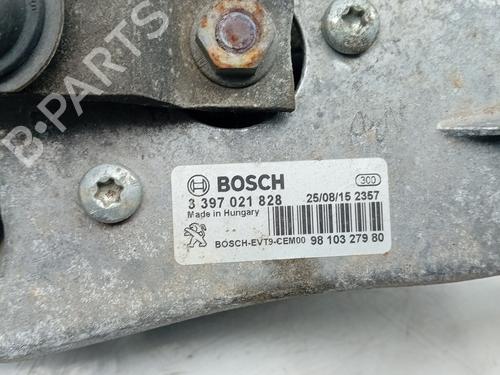 B-PARTS
BOSCH
300
3 397 021 828
25/08/15 2357
Made in Hungary
BOSCH-EVT9-CEM00
98 103 279 80